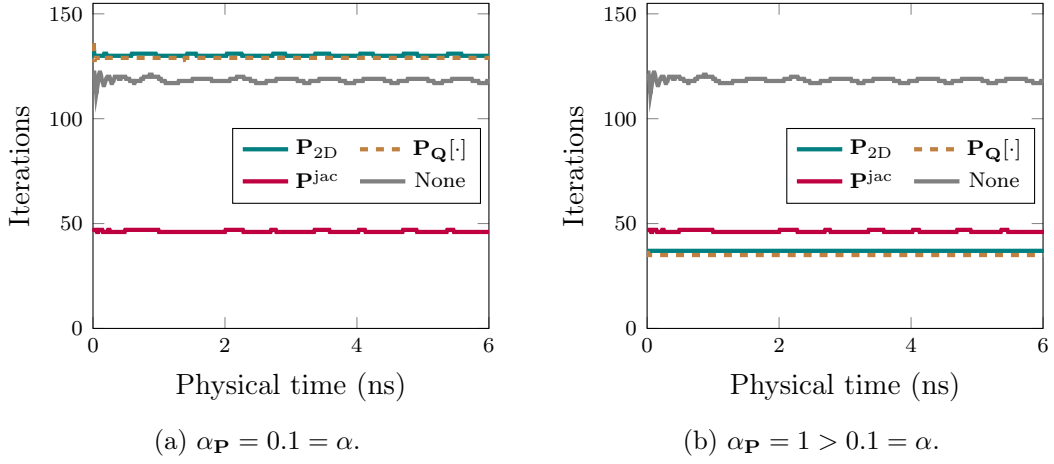 150
100
50
0
0 2 4 6
Iterations
Physical time (ns)
P2D PQ[·]
Pjac None
(a) αP = 0.1 = α.
150
100
50
0
0 2 4 6
Iterations
Physical time (ns)
P2D PQ[·]
Pjac None
(b) αP = 1 > 0.1 = α.